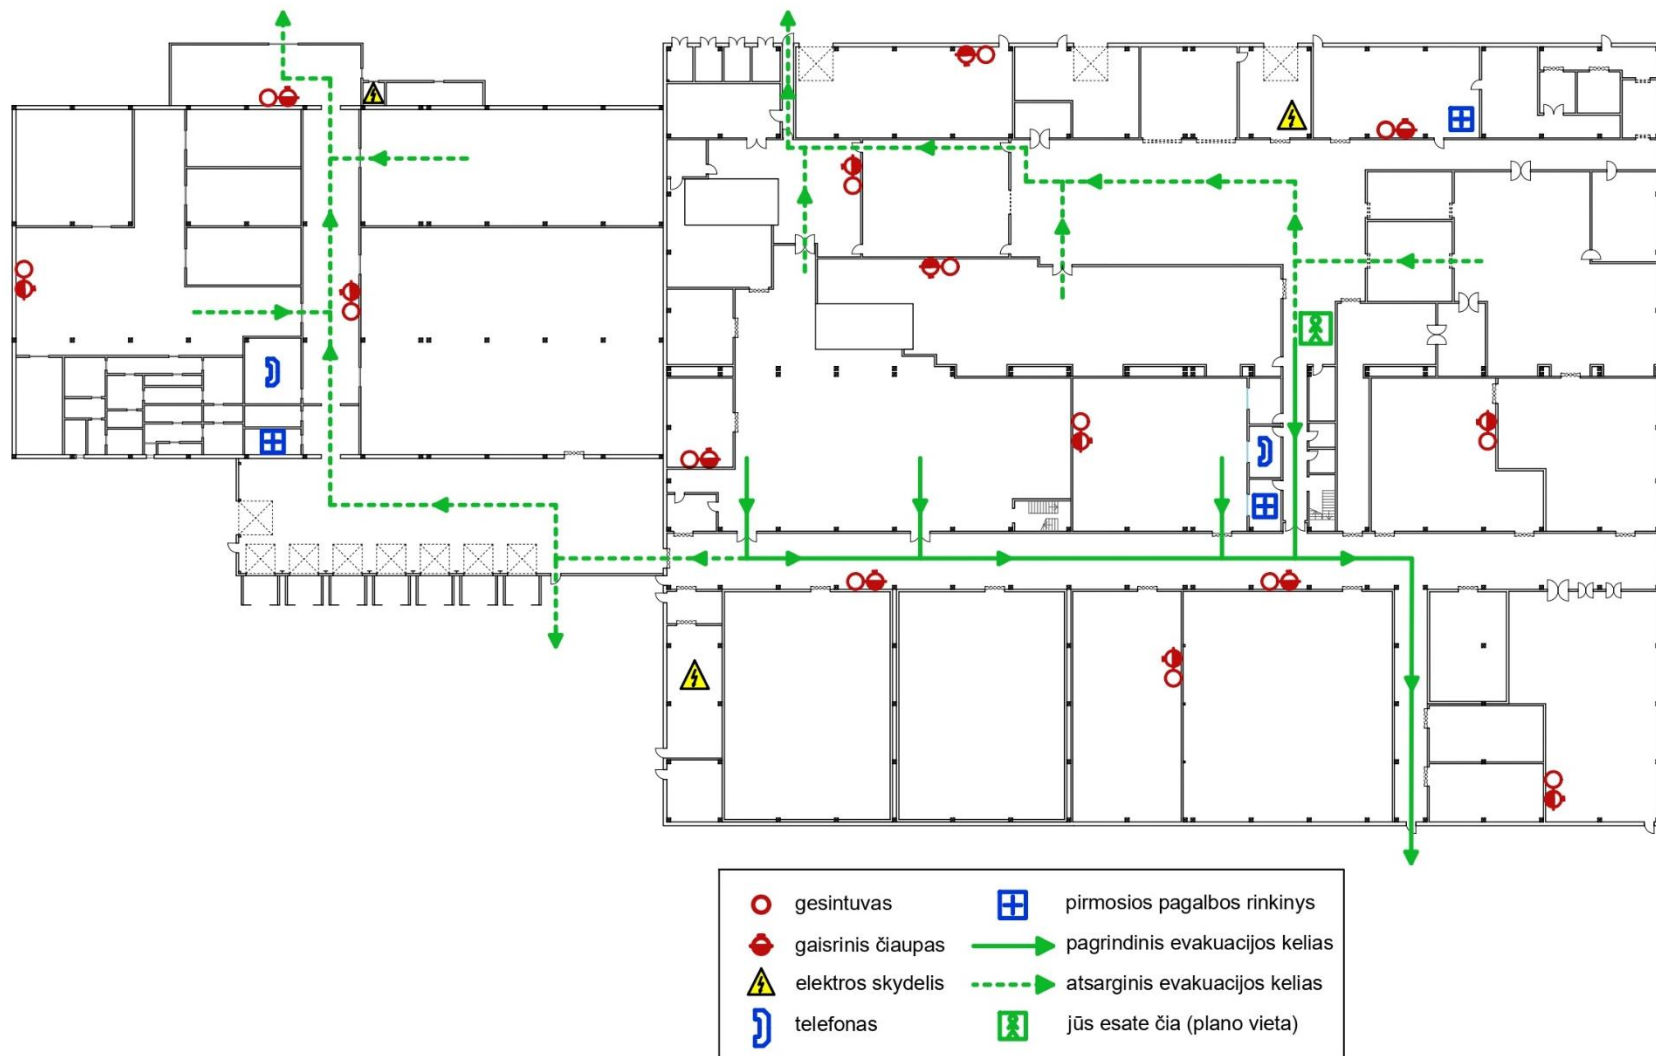 gesintuvas
gaisrinis čiaupas
elektros skydelis
telefonas
pirmosios pagalbos rinkinys
pagrindinis evakuacijos kelias
atsarginis evakuacijos kelias
jūs esate čia (plano vieta)